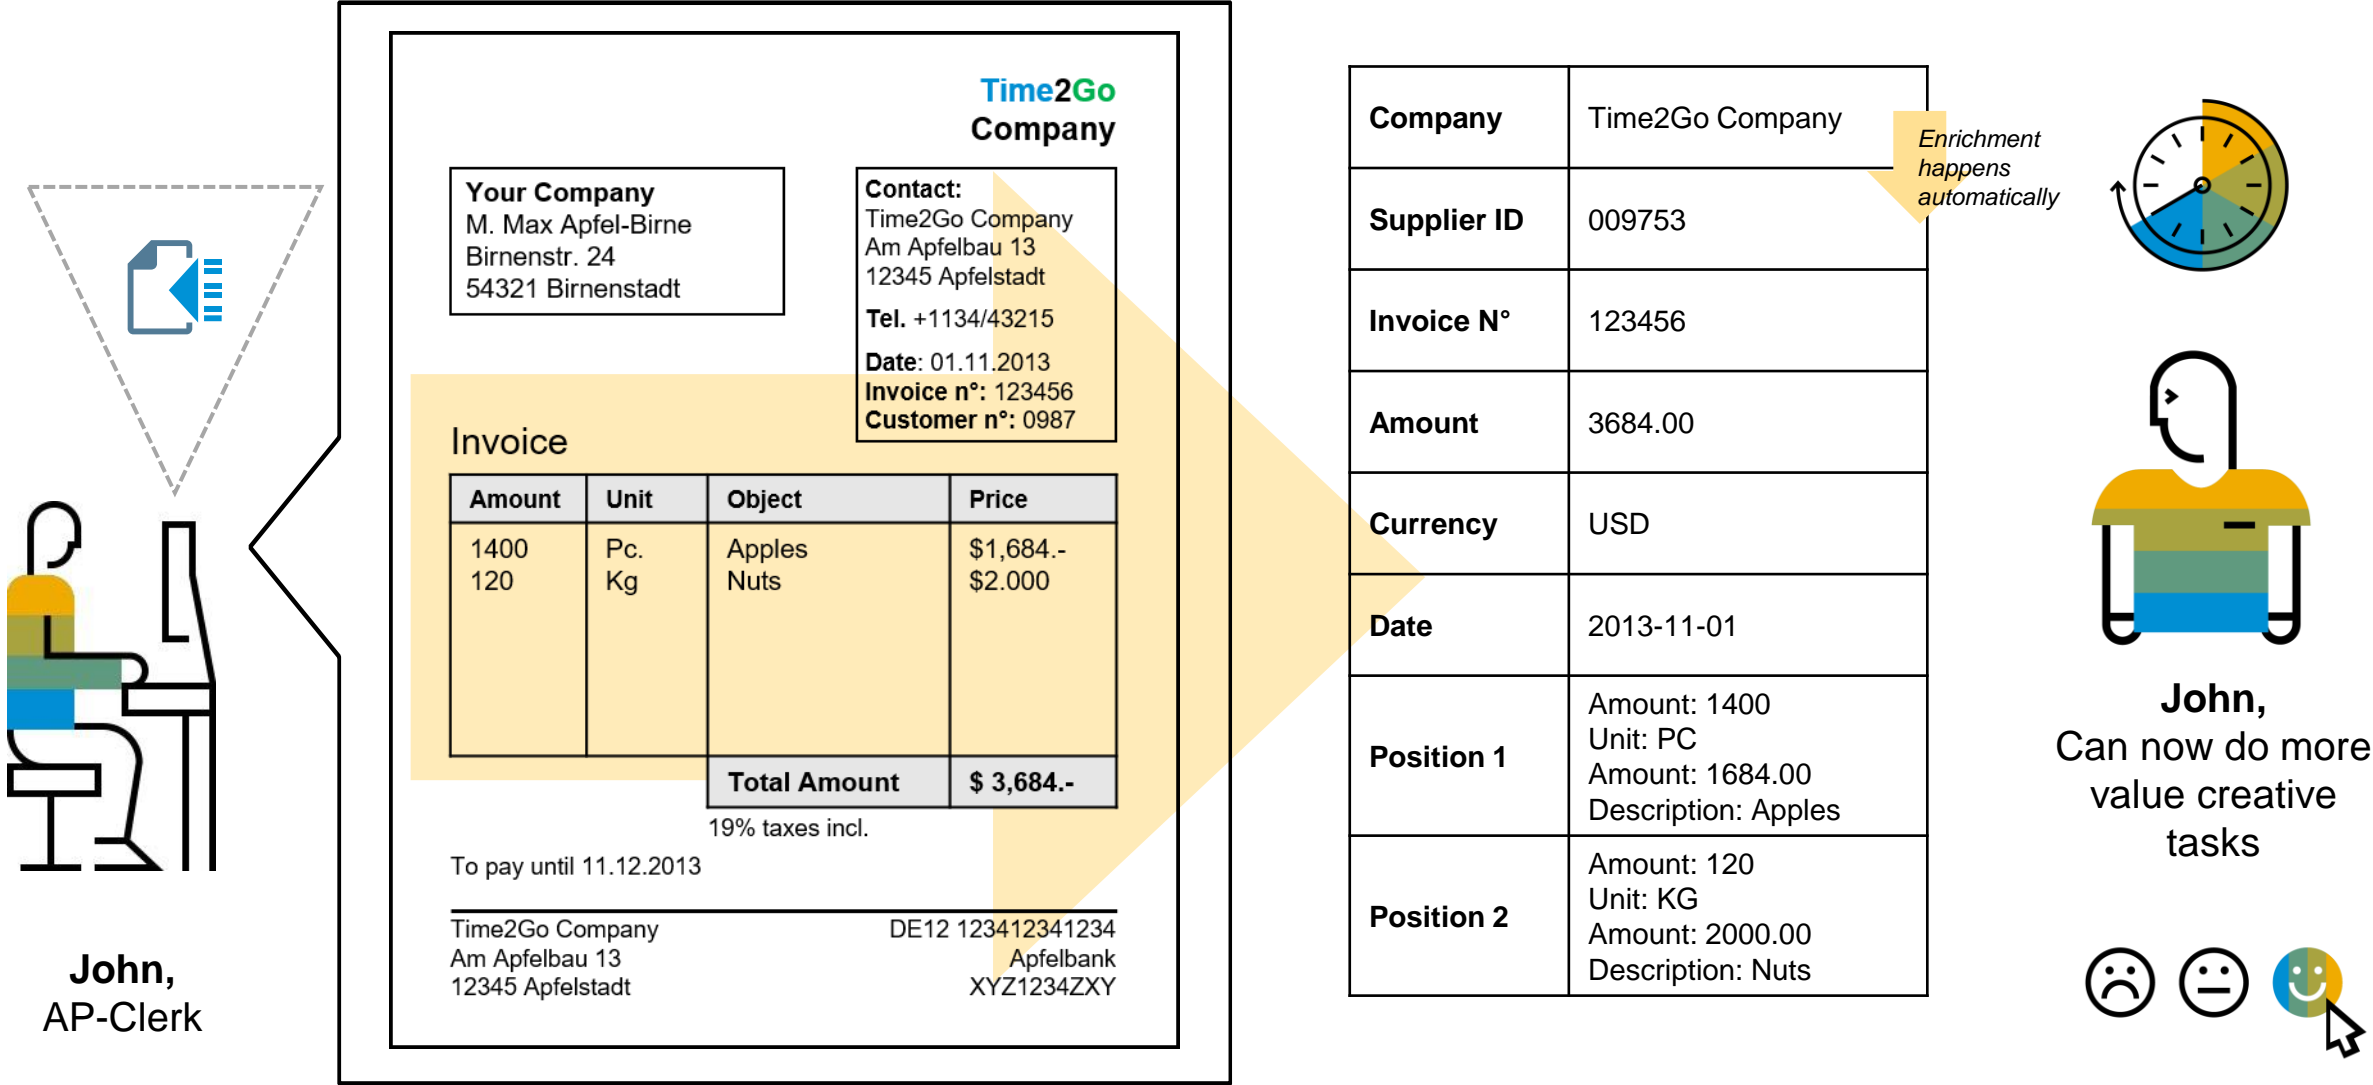 John,
AP-Clerk
Time2Go
Company
Your Company
M. Max Apfel-Birne
Birnenstr. 24
54321 Birnenstadt
Contact:
Time2Go Company
Am Apfelbau 13
12345 Apfelstadt
Tel. +1134/43215
Date: 01.11.2013
Invoice n°: 123456
Customer n°: 0987
Invoice
Amount Unit Object Price
1400 Pc. Apples $1,684.-
120 Kg Nuts $2.000
Total Amount $ 3,684.-
19% taxes incl.
To pay until 11.12.2013
Time2Go Company DE12 123412341234
Am Apfelbau 13 Apfelbank
12345 Apfelstadt XYZ1234ZXY
Company Time2Go Company
Supplier ID 009753
Invoice N° 123456
Amount 3684.00
Currency USD
Date 2013-11-01
Position 1
Amount: 1400
Unit: PC
Amount: 1684.00
Description: Apples
Position 2
Amount: 120
Unit: KG
Amount: 2000.00
Description: Nuts
Enrichment
happens
automatically
John,
Can now do more
value creative
tasks